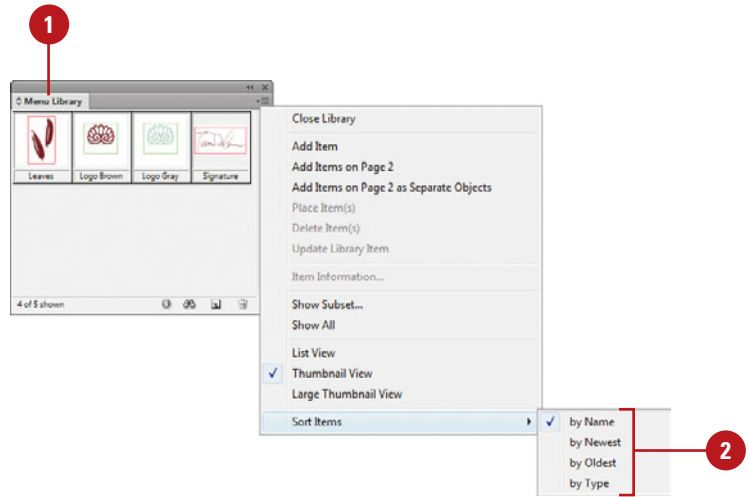 1
Menu Library
Leaves
Logo Brown
Logo Gray
Signature
4 of 5 shown
Close Library
Add Item
Add Items on Page 2
Add Items on Page 2 as Separate Objects
Place Item(s)
Delete Item(s)
Update Library Item
Item Information...
Show Subset...
Show All
List View
Thumbnail View
Large Thumbnail View
Sort Items
by Name
by Newest
by Oldest
by Type
2